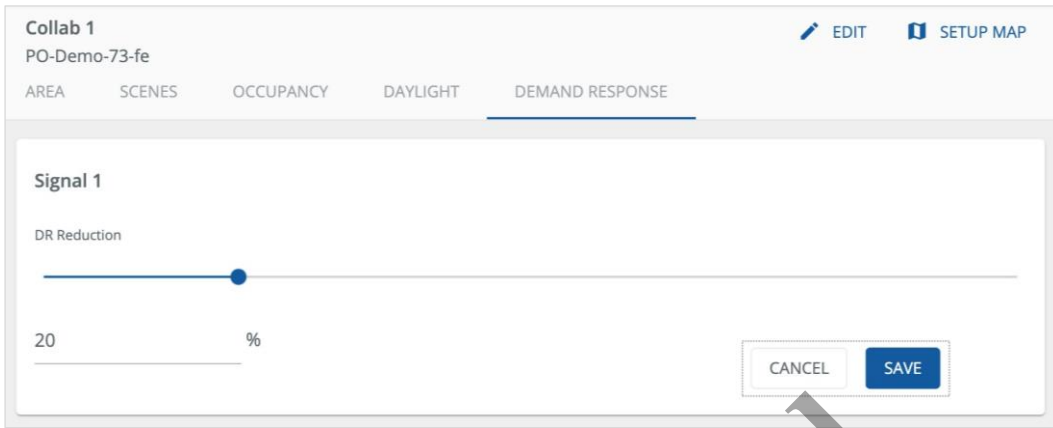 Collab 1
EDIT SETUP MAP
PO-Demo-73-fe
AREA SCENES OCCUPANCY DAYLIGHT DEMAND RESPONSE
Signal 1
DR Reduction
20 %
CANCEL SAVE